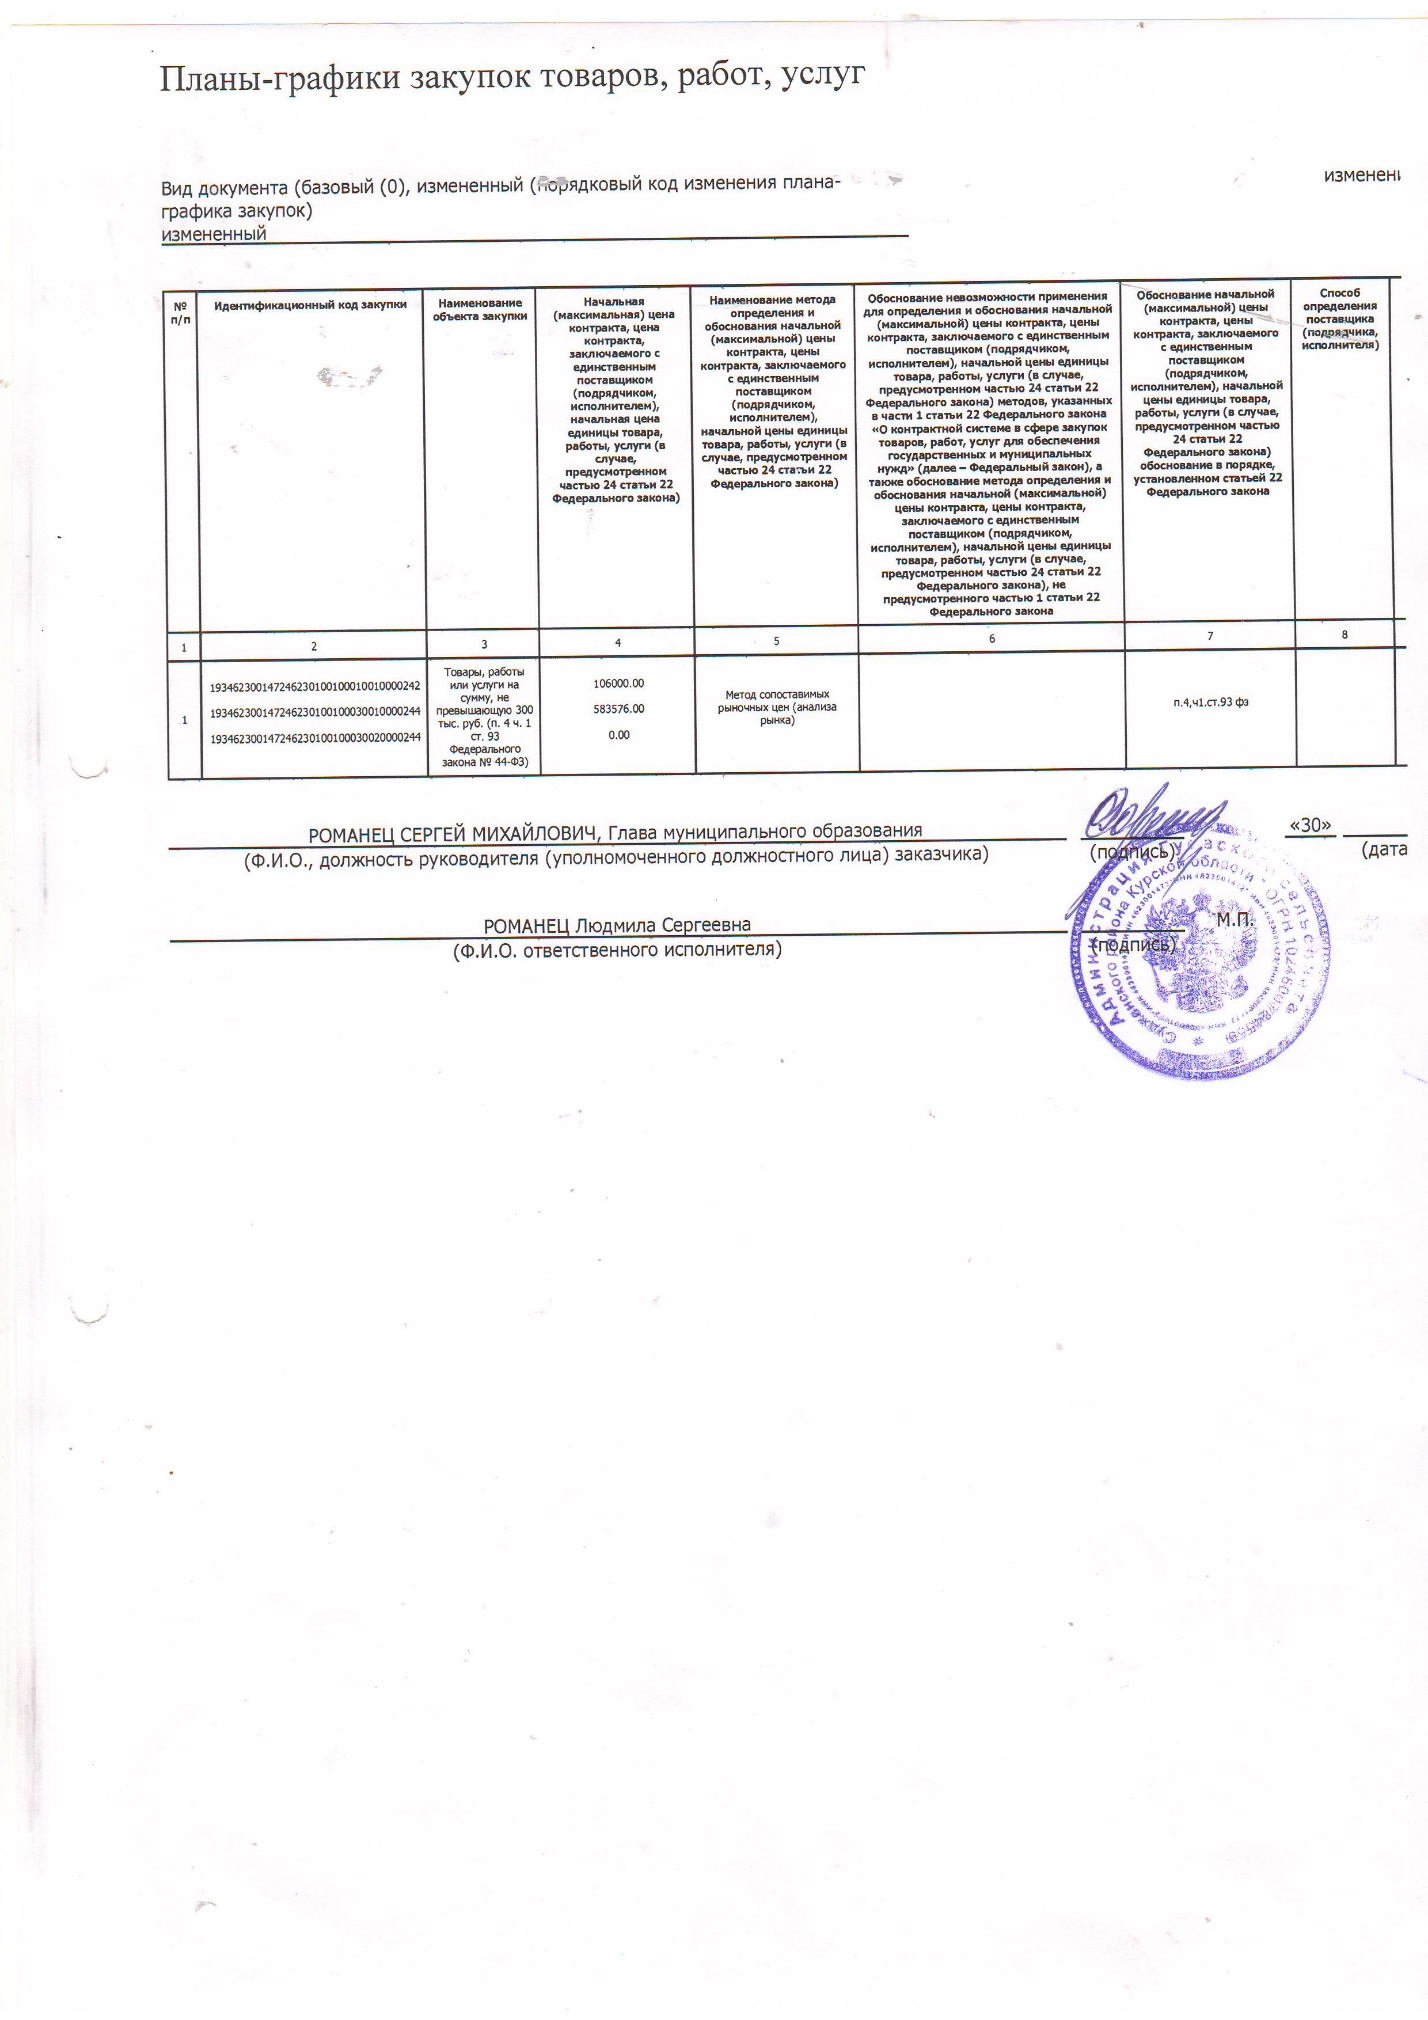 Планы-графики закупок товаров, работ, услуг
Вид документа (базовый (0), измененный (порядковый код изменения плана-
графика закупок)
измененный
изменени
№
п/п
Идентификационный код закупки
Наименование
объекта закупки
Начальная
(максимальная) цена
контракта, цена
контракта,
заключаемого с
единственным
поставщиком
(подрядчиком,
исполнителем),
начальная цена
единицы товара,
работы, услуги (в
случае,
предусмотренном
частью 24 статьи 22
Федерального закона)
Наименование метода
определения и
обоснования начальной
(максимальной) цены
контракта, цены
контракта, заключаемого
с единственным
поставщиком
(подрядчиком,
исполнителем),
начальной цены единицы
товара, работы, услуги (в
случае, предусмотренном
частью 24 статьи 22
Федерального закона)
Обоснование невозможности применения
для определения и обоснования начальной
(максимальной) цены контракта, цены
контракта, заключаемого с единственным
поставщиком (подрядчиком,
исполнителем), начальной цены единицы
товара, работы, услуги (в случае,
предусмотренном частью 24 статьи 22
Федерального закона) методов, указанных
в части 1 статьи 22 Федерального закона
«О контрактной системе в сфере закупок
товаров, работ, услуг для обеспечения
государственных и муниципальных
нужд» (далее – Федеральный закон), а
также обоснование метода определения и
обоснования начальной (максимальной)
цены контракта, цены контракта,
заключаемого с единственным
поставщиком (подрядчиком,
исполнителем), начальной цены единицы
товара, работы, услуги (в случае,
предусмотренном частью 24 статьи 22
Федерального закона), не
предусмотренного частью 1 статьи 22
Федерального закона
Обоснование начальной
(максимальной) цены
контракта, цены
контракта, заключаемого
с единственным
поставщиком
(подрядчиком,
исполнителем), начальной
цены единицы товара,
работы, услуги (в случае,
предусмотренном частью
24 статьи 22
Федерального закона)
обоснование в порядке,
установленном статьей 22
Федерального закона
Способ
определения
поставщика
(подрядчика,
исполнителя)
1 2 3 4 5 6 7 8
1
193462300147246230100100010010000242
193462300147246230100100030010000244
193462300147246230100100030020000244
Товары, работы
или услуги на
сумму, не
превышающую 300
тыс. руб. (п. 4 ч. 1
ст. 93
Федерального
закона № 44-ФЗ)
106000.00
583576.00
0.00
Метод сопоставимых
рыночных цен (анализа
рынка)
п.4,ч1.ст.93 фз
РОМАНЕЦ СЕРГЕЙ МИХАЙЛОВИЧ, Глава муниципального образования
«30»
(Ф.И.О., должность руководителя (уполномоченного должностного лица) заказчика)
(подпись)
(дата
РОМАНЕЦ Людмила Сергеевна
М.П.
(Ф.И.О. ответственного исполнителя)
(подпись)
Администрация
Суджанского района Курской области